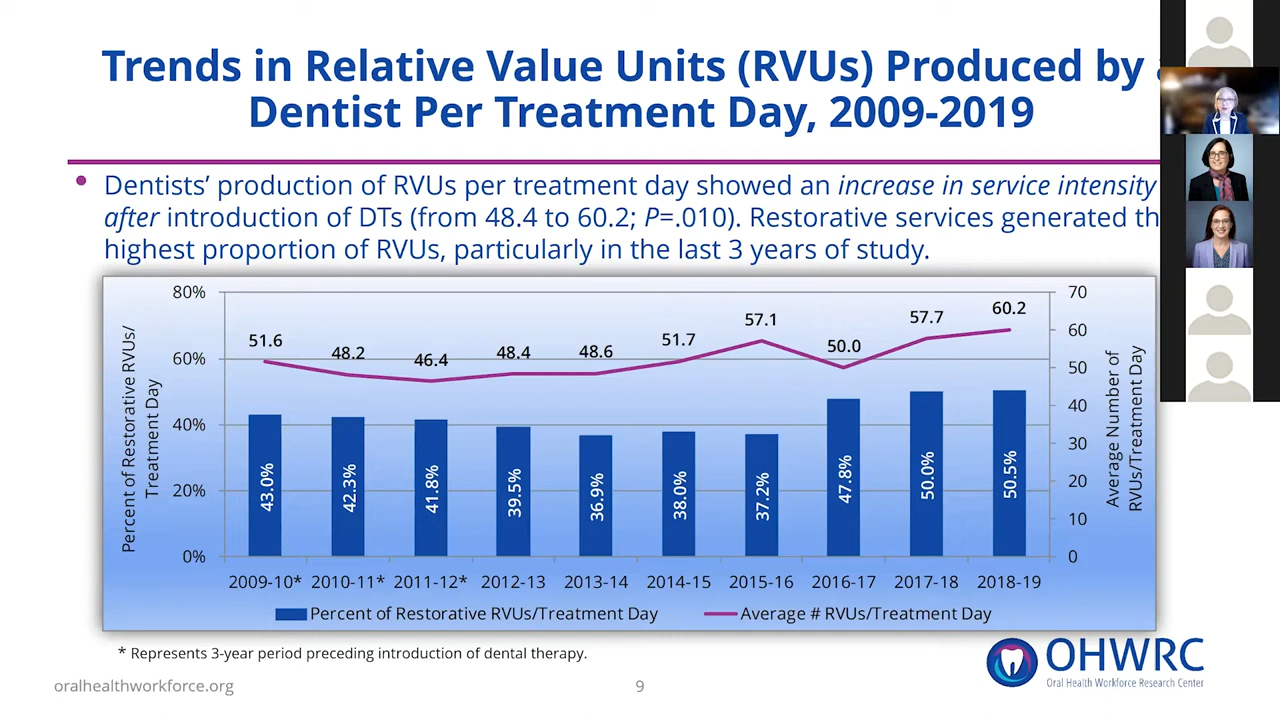 Trends in Relative Value Units (RVUs) Produced by
Dentist Per Treatment Day, 2009-2019
• Dentists’ production of RVUs per treatment day showed an increase in service intensity
after introduction of DTs (from 48.4 to 60.2; P=.010). Restorative services generated th
highest proportion of RVUs, particularly in the last 3 years of study.
Percent of Restorative RVUs/
Treatment Day
80%
60%
40%
20%
0%
51.6
48.2
46.4
48.4
48.6
51.7
57.1
50.0
57.7
60.2
43.0%
42.3%
41.8%
39.5%
36.9%
38.0%
37.2%
47.8%
50.0%
50.5%
70
60
50
40
30
20
10
0
Average Number of
RVUs/Treatment Day
2009-10* 2010-11* 2011-12* 2012-13 2013-14 2014-15 2015-16 2016-17 2017-18 2018-19
Percent of Restorative RVUs/Treatment Day Average # RVUs/Treatment Day
* Represents 3-year period preceding introduction of dental therapy.
OHWRC
Oral Health Workforce Research Center
oralhealthworkforce.org
9